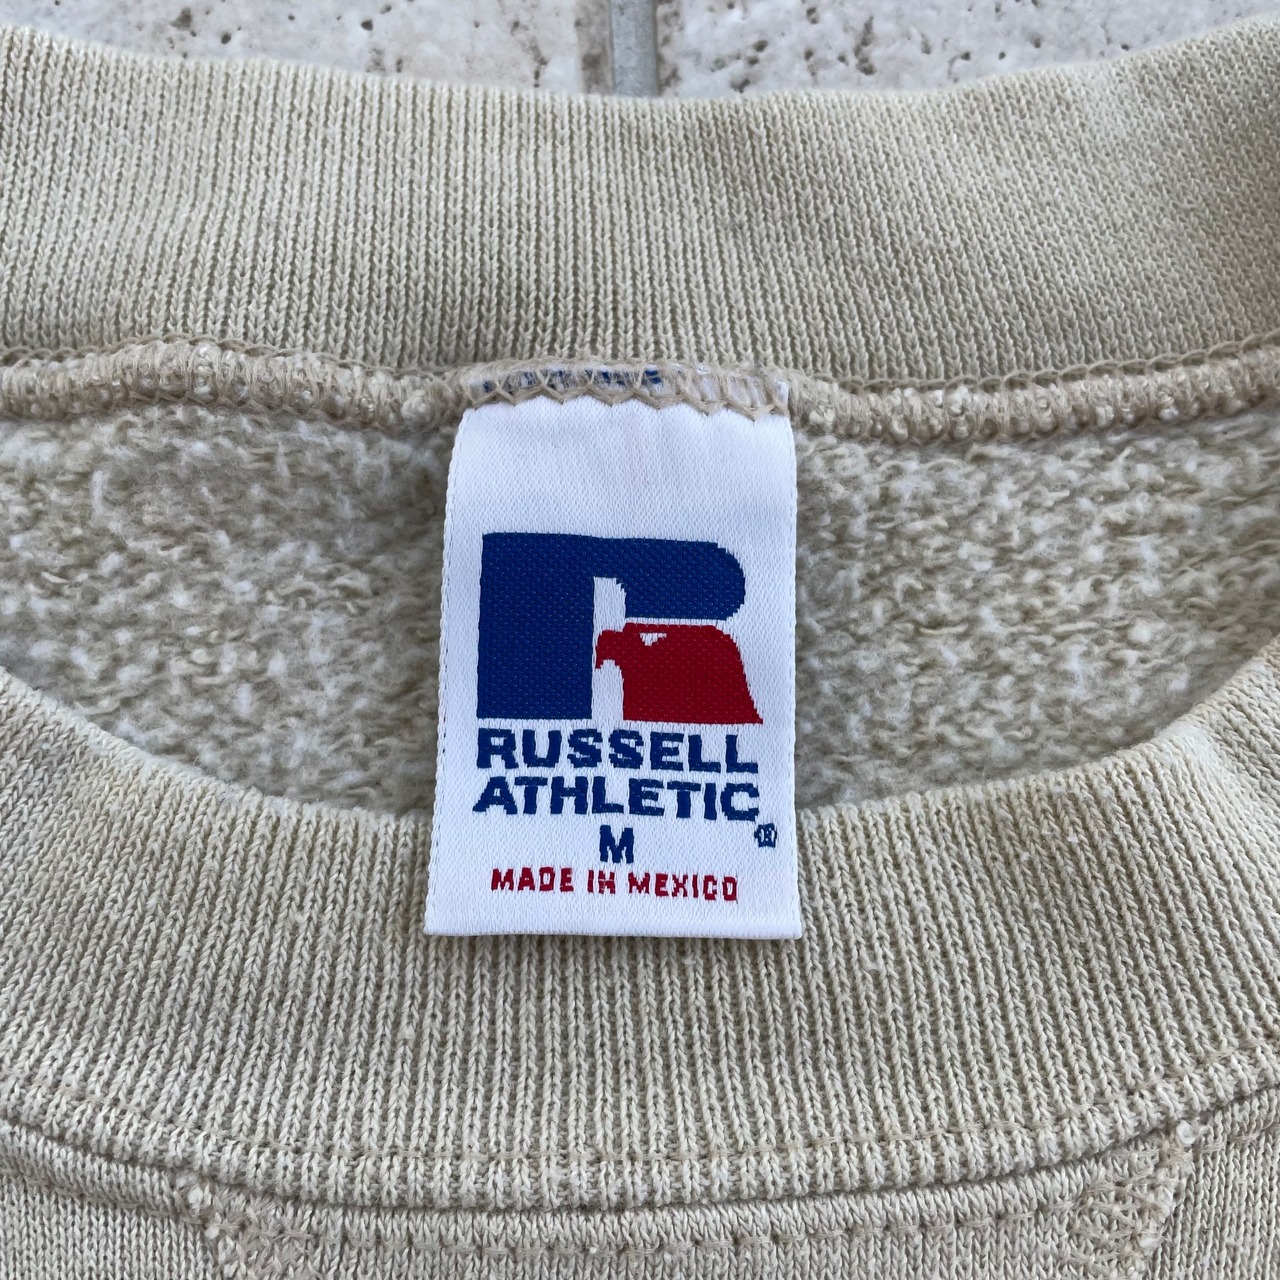 RUSSELL
ATHLETIC®
M
MADE IN MEXICO